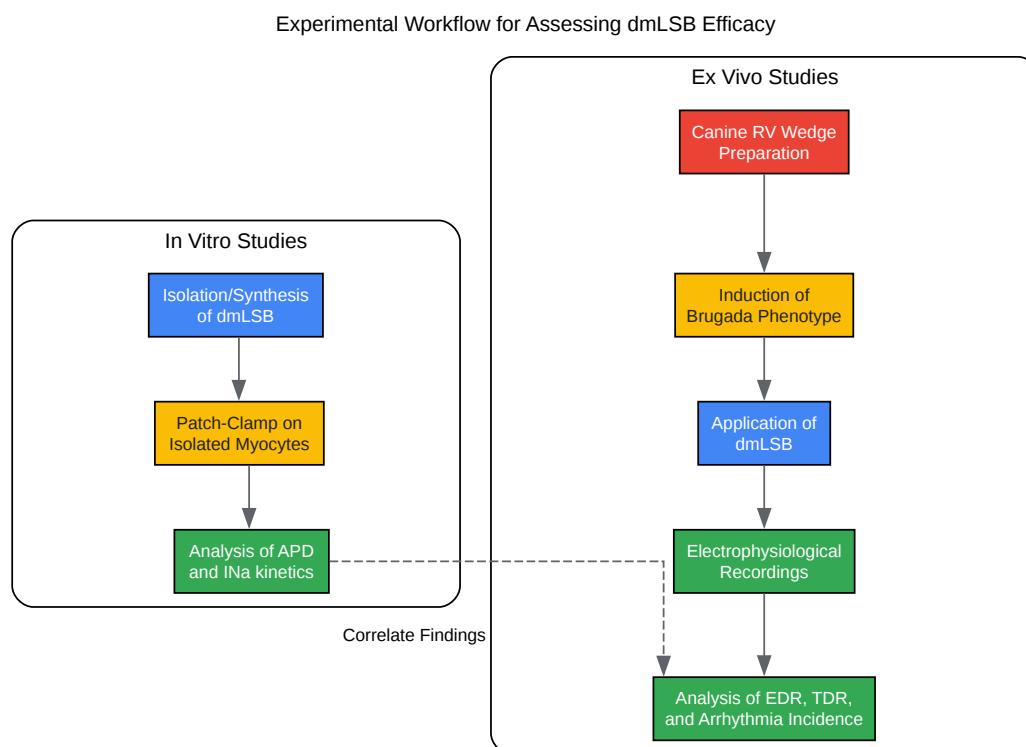 Experimental Workflow for Assessing dmLSB Efficacy
In Vitro Studies
Isolation/Synthesis
of dmLSB
Patch-Clamp on
Isolated Myocytes
Analysis of APD
and INa kinetics
Correlate Findings
Ex Vivo Studies
Canine RV Wedge
Preparation
Induction of
Brugada Phenotype
Application of
dmLSB
Electrophysiological
Recordings
Analysis of EDR, TDR,
and Arrhythmia Incidence